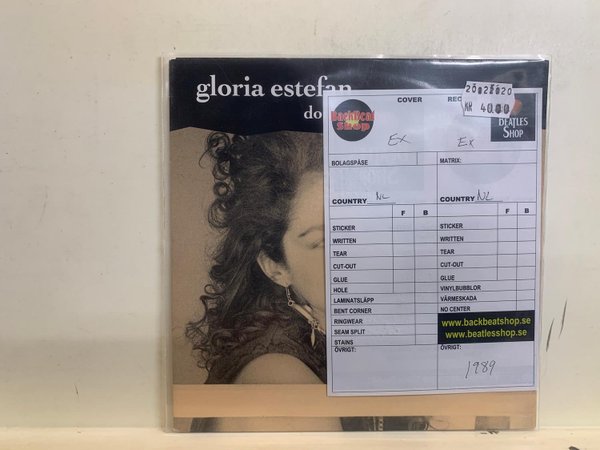 gloria estefan
do
BackBeat
Shop
COVER
REC
KR 40.00
BEATLES
SHOP
EX
EX
BOLAGSPÅSE
MATRIX:
COUNTRY NL
COUNTRY NL
F B
F B
STICKER
STICKER
WRITTEN
WRITTEN
TEAR
TEAR
CUT-OUT
CUT-OUT
GLUE
GLUE
HOLE
VINYLBUBBLOR
LAMINATSLÄPP
VÄRMESKADA
BENT CORNER
NO CENTER
RINGWEAR
www.backbeatshop.se
SEAM SPLIT
www.beatlesshop.se
STAINS
ÖVRIGT:
ÖVRIGT:
1989